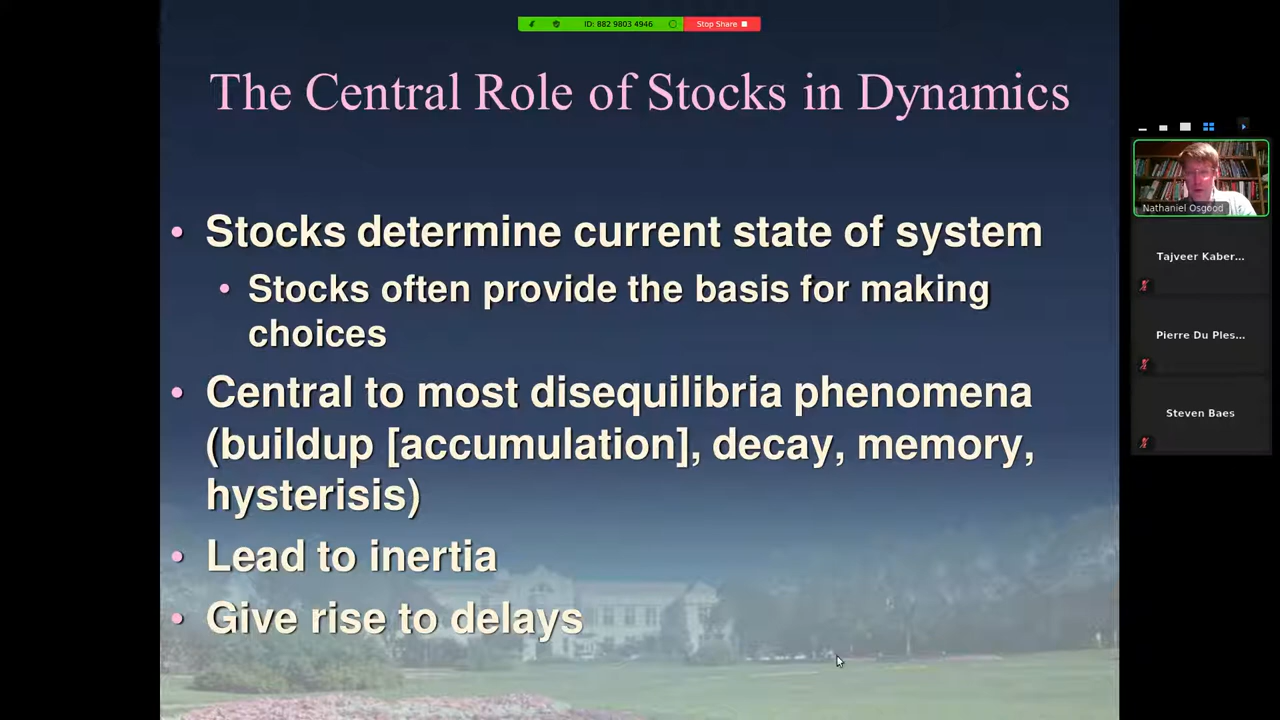 ID: 882 9803 4946
Stop Share
The Central Role of Stocks in Dynamics
• Stocks determine current state of system
• Stocks often provide the basis for making
choices
• Central to most disequilibria phenomena
(buildup [accumulation], decay, memory,
hysterisis)
• Lead to inertia
• Give rise to delays
Nathaniel Osgood
Tajveer Kaber...
Pierre Du Ples...
Steven Baes